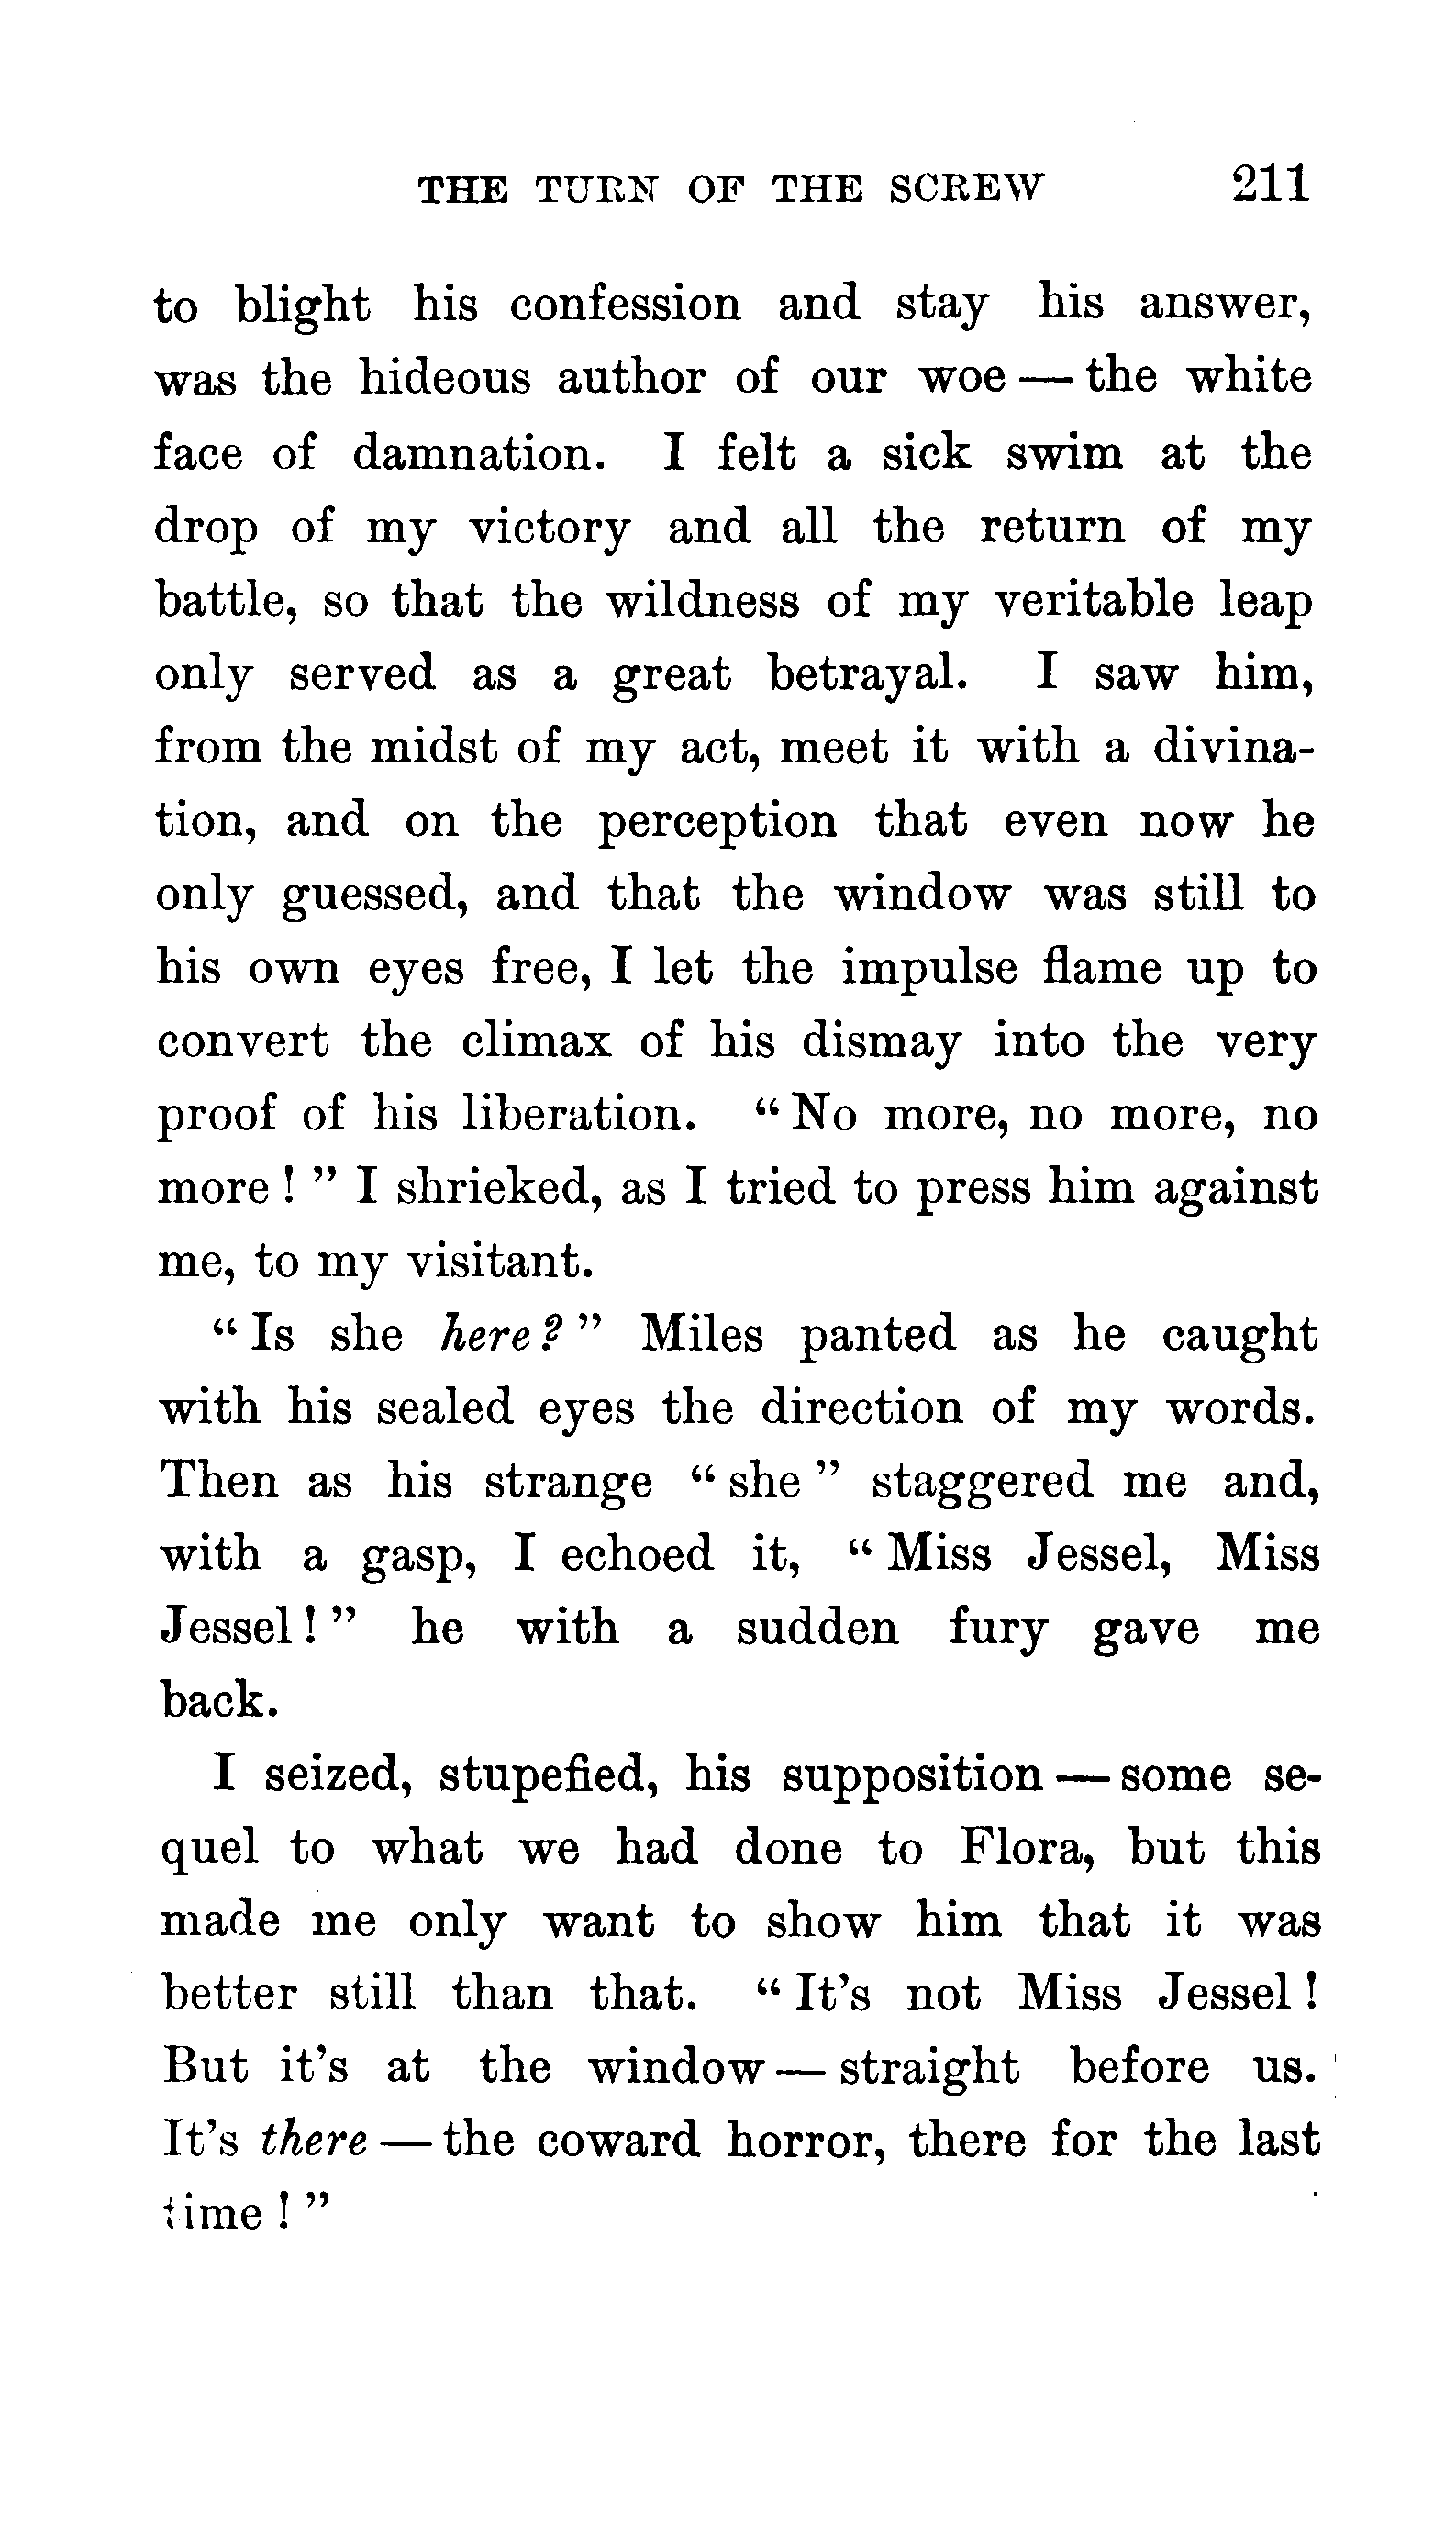 THE TURN OF THE SCREW 211
to blight his confession and stay his answer,
was the hideous author of our woe — the white
face of damnation. I felt a sick swim at the
drop of my victory and all the return of my
battle, so that the wildness of my veritable leap
only served as a great betrayal. I saw him,
from the midst of my act, meet it with a divina-
tion, and on the perception that even now he
only guessed, and that the window was still to
his own eyes free, I let the impulse flame up to
convert the climax of his dismay into the very
proof of his liberation. “No more, no more, no
more!” I shrieked, as I tried to press him against
me, to my visitant.
“Is she here?” Miles panted as he caught
with his sealed eyes the direction of my words.
Then as his strange “she” staggered me and,
with a gasp, I echoed it, “Miss Jessel, Miss
Jessel!” he with a sudden fury gave me
back.
I seized, stupefied, his supposition — some se-
quel to what we had done to Flora, but this
made me only want to show him that it was
better still than that. “It’s not Miss Jessel!
But it’s at the window — straight before us.
It’s there — the coward horror, there for the last
time!”